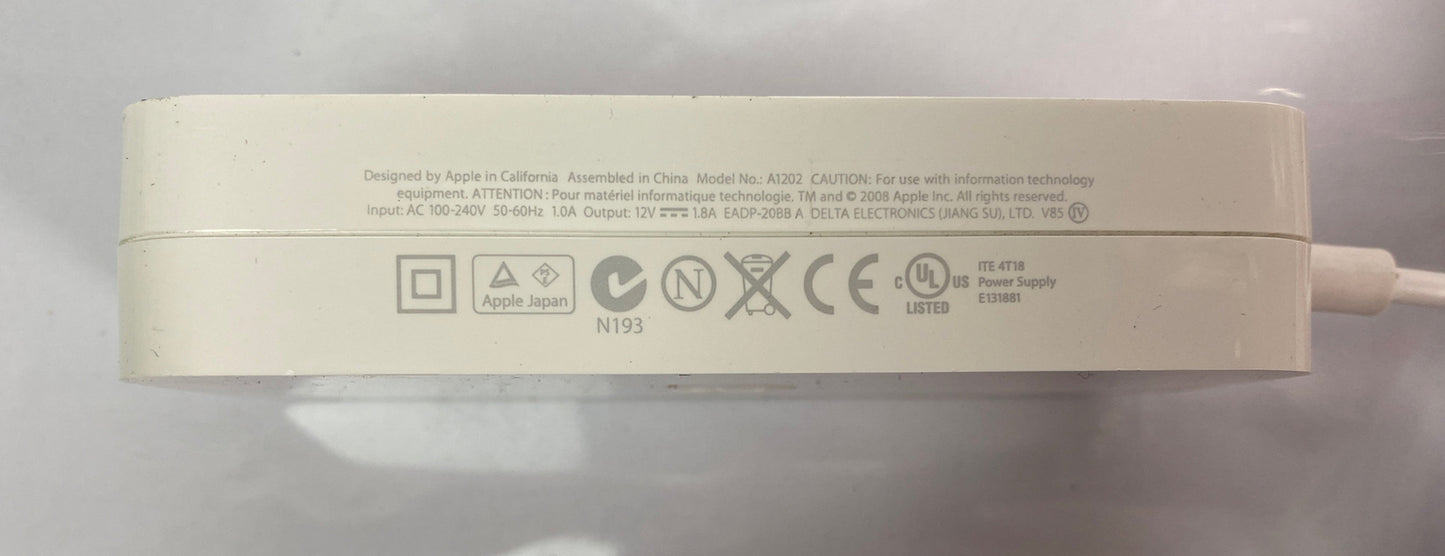 Designed by Apple in California Assembled in China Model No.: A1202 CAUTION: For use with information technology
equipment. ATTENTION : Pour matériel informatique technologie. TM and © 2008 Apple Inc. All rights reserved.
Input: AC 100-240V 50-60Hz 1.0A Output: 12V ⎓ 1.8A EADP-20BB A DELTA ELECTRONICS (JIANG SU), LTD. V85 IV
Apple Japan
N193
N
CE
C UL US
LISTED
ITE 4T18
Power Supply
E131881